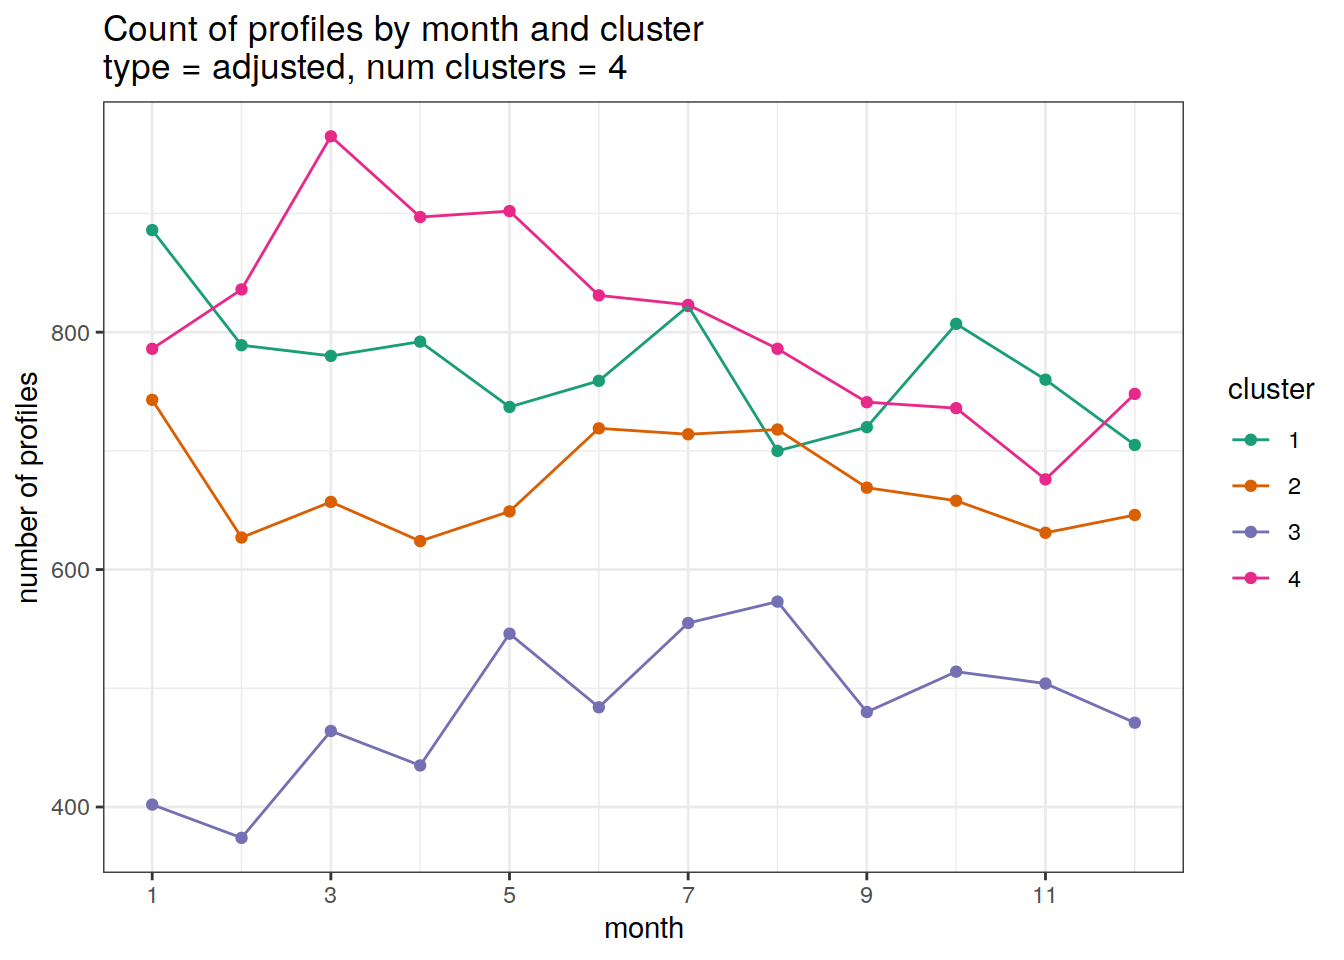 Count of profiles by month and cluster
type = adjusted, num clusters = 4
number of profiles
800
600
400
1
3
5
7
9
11
month
cluster
1
2
3
4